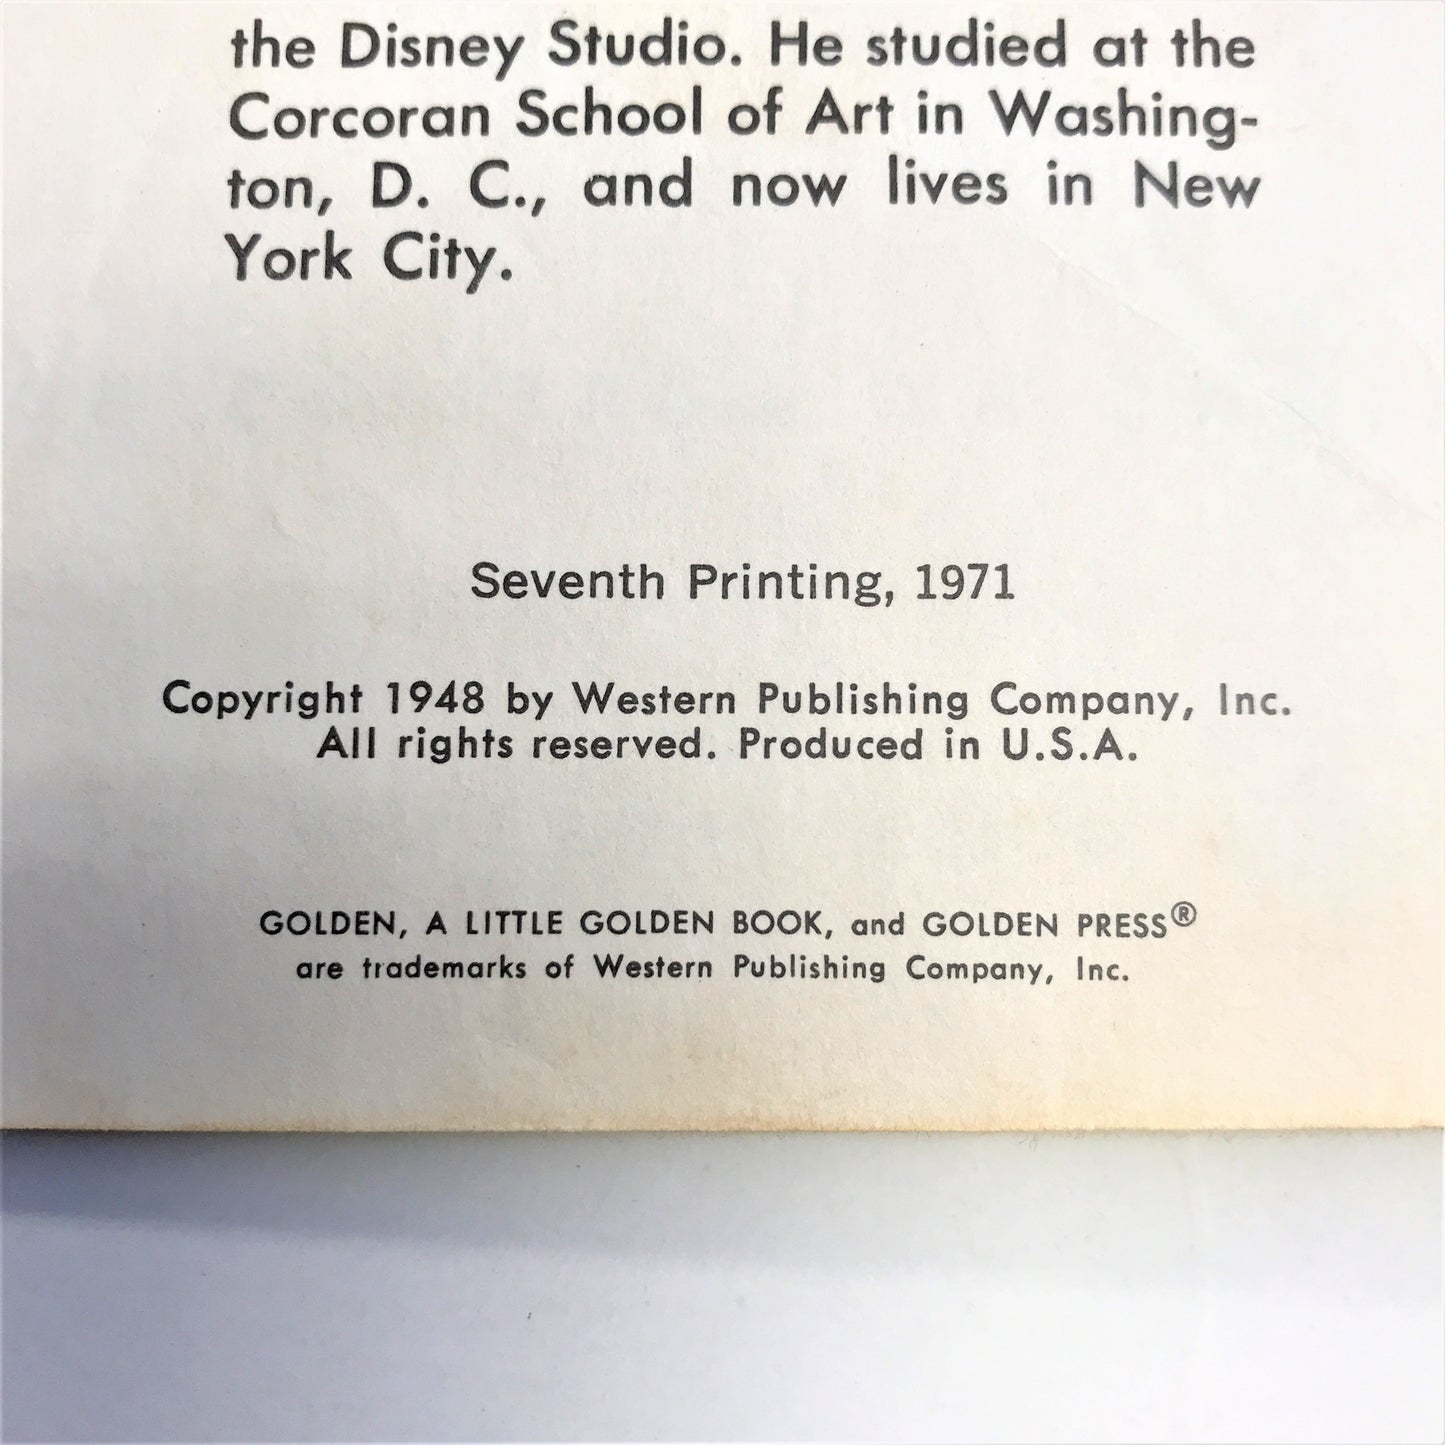 the Disney Studio. He studied at the
Corcoran School of Art in Washing-
ton, D. C., and now lives in New
York City.
Seventh Printing, 1971
Copyright 1948 by Western Publishing Company, Inc.
All rights reserved. Produced in U.S.A.
GOLDEN, A LITTLE GOLDEN BOOK, and GOLDEN PRESS®
are trademarks of Western Publishing Company, Inc.